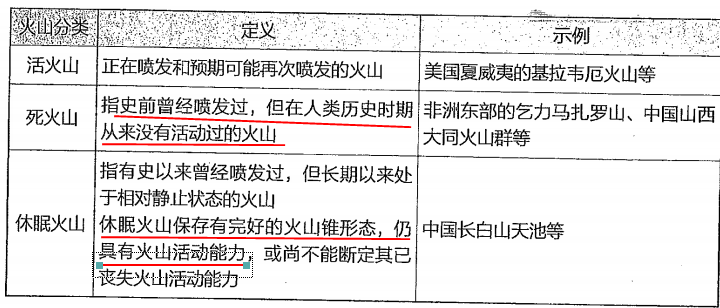 火山分类 定义 示例
活火山 正在喷发和预期可能再次喷发的火山 美国夏威夷的基拉韦厄火山等
死火山 指史前曾经喷发过，但在人类历史时期 非洲东部的乞力马扎罗山、中国山西
从来没有活动过的火山 大同火山群等
指有史以来曾经喷发过，但长期以来处
于相对静止状态的火山
休眠火山 休眠火山保存有完好的火山锥形态，仍 中国长白山天池等
具有火山活动能力，或尚不能断定其已
丧失火山活动能力